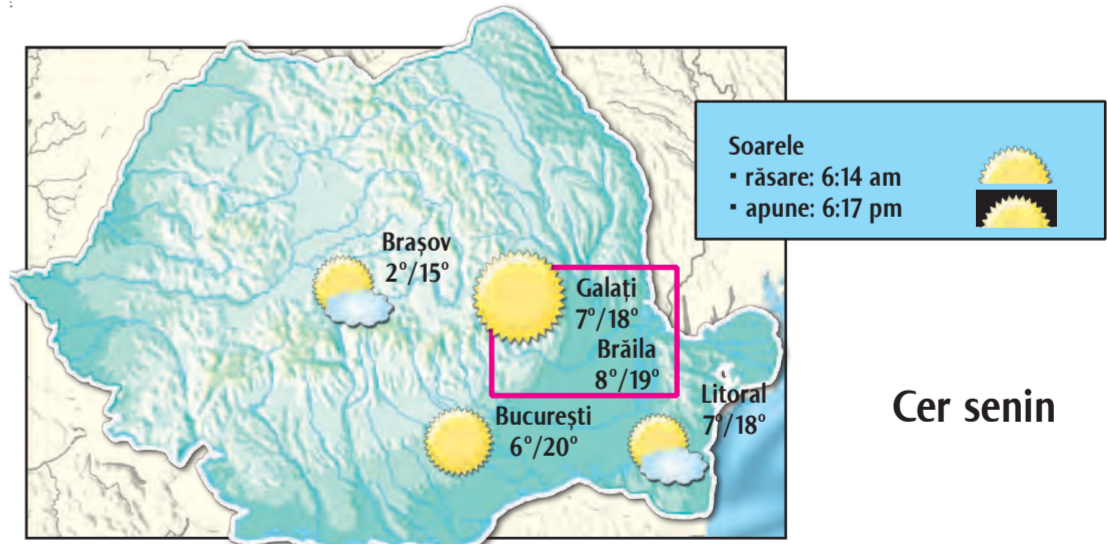 Soarele
▪ răsare: 6:14 am
▪ apune: 6:17 pm
Brașov
2°/15°
Galați
7°/18°
Brăila
8°/19°
Litoral
7°/18°
București
6°/20°
Cer senin